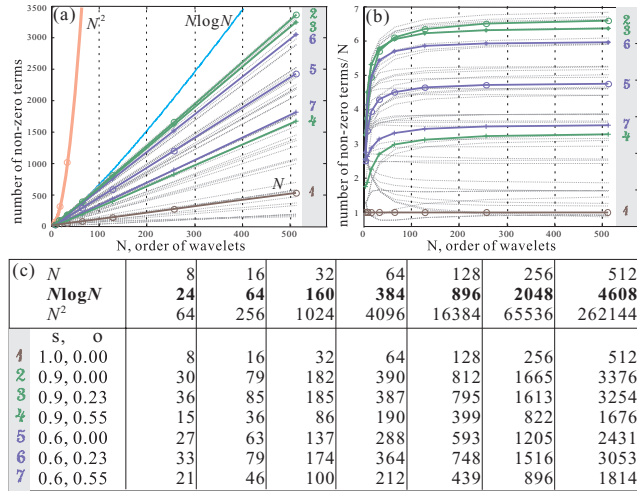 (a)
N²
NlogN
N
number of non-zero terms
3500
3000
2500
2000
1500
1000
500
0
0 100 200 300 400 500
N, order of wavelets
2
3
6
5
7
4
1
(b)
number of non-zero terms/ N
7
6
5
4
3
2
1
0 100 200 300 400 500
N, order of wavelets
2
3
6
5
7
4
1
(c) N 8 16 32 64 128 256 512
NlogN 24 64 160 384 896 2048 4608
N² 64 256 1024 4096 16384 65536 262144
s, o
1 1.0, 0.00 8 16 32 64 128 256 512
2 0.9, 0.00 30 79 182 390 812 1665 3376
3 0.9, 0.23 36 85 185 387 795 1613 3254
4 0.9, 0.55 15 36 86 190 399 822 1676
5 0.6, 0.00 27 63 137 288 593 1205 2431
6 0.6, 0.23 33 79 174 364 748 1516 3053
7 0.6, 0.55 21 46 100 212 439 896 1814